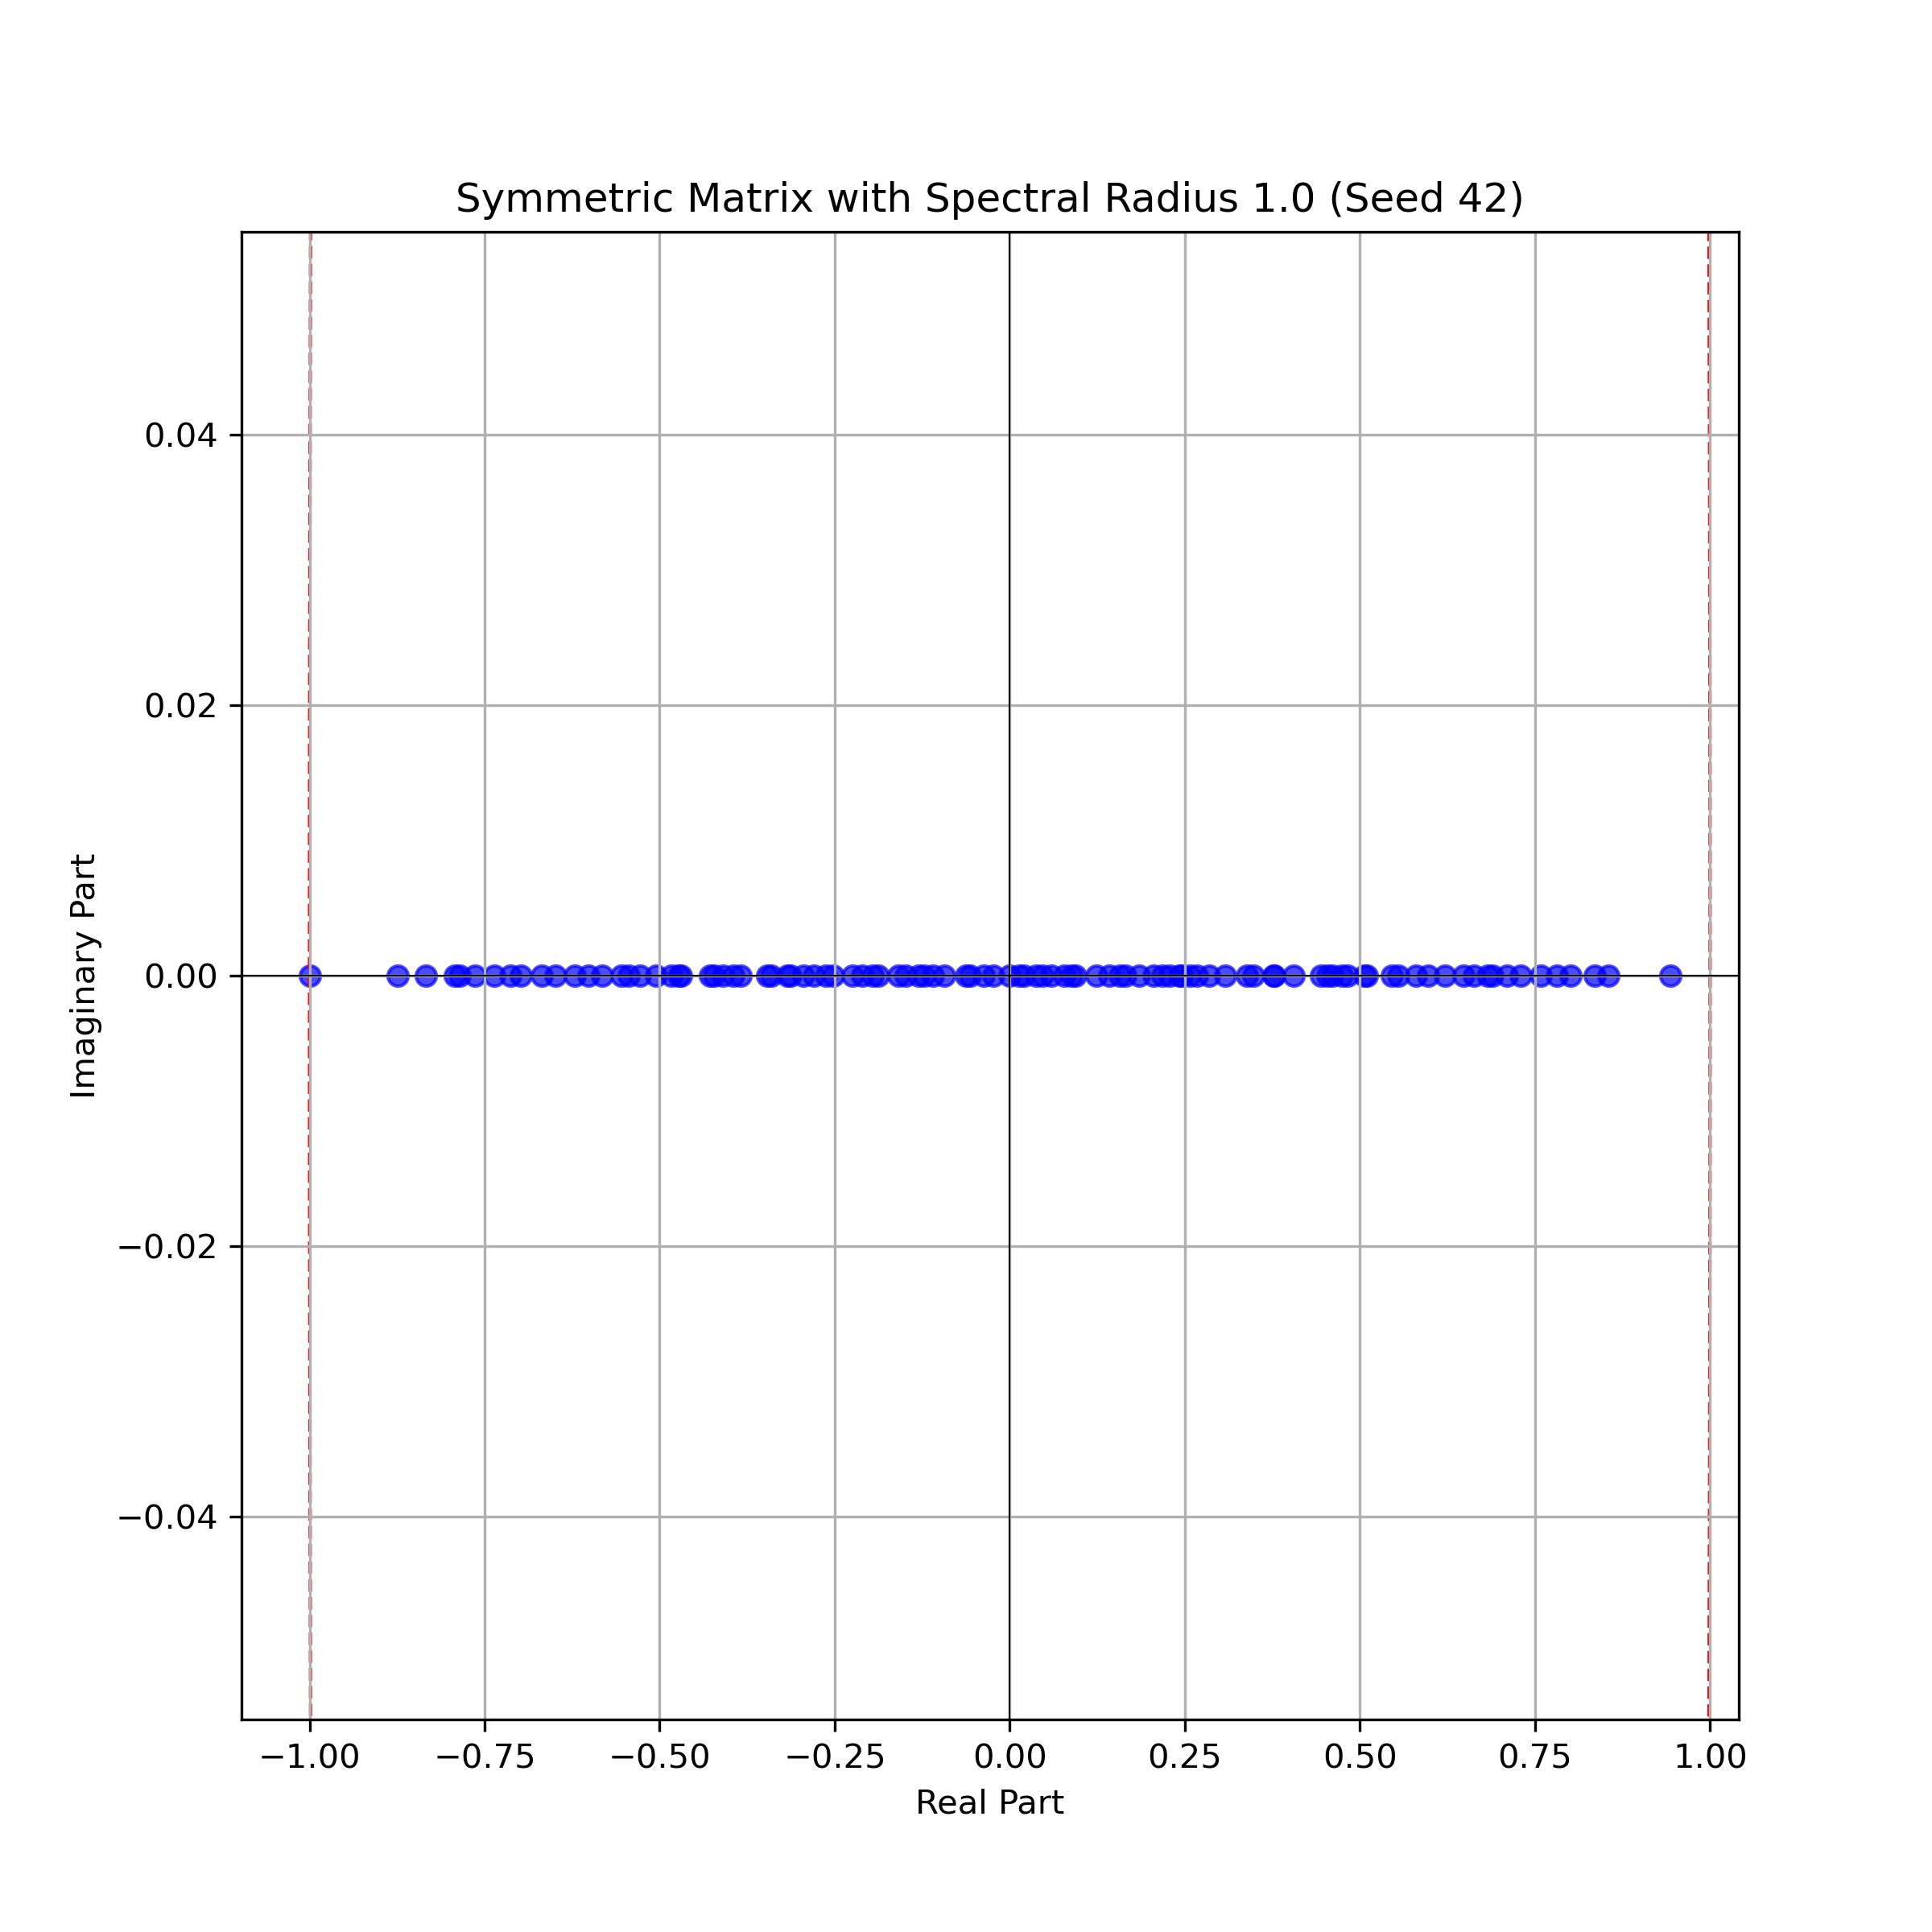 Symmetric Matrix with Spectral Radius 1.0 (Seed 42)
0.04
0.02
0.00
−0.02
−0.04
Imaginary Part
−1.00 −0.75 −0.50 −0.25 0.00 0.25 0.50 0.75 1.00
Real Part